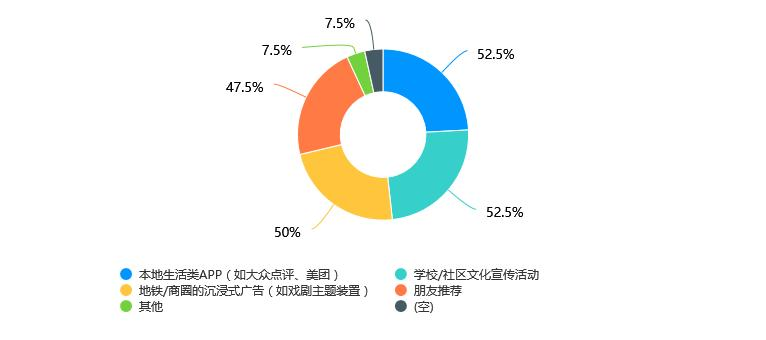 7.5%
7.5%
52.5%
47.5%
52.5%
50%
本地生活类APP（如大众点评、美团）
学校/社区文化宣传活动
地铁/商圈的沉浸式广告（如戏剧主题装置）
朋友推荐
其他
(空)